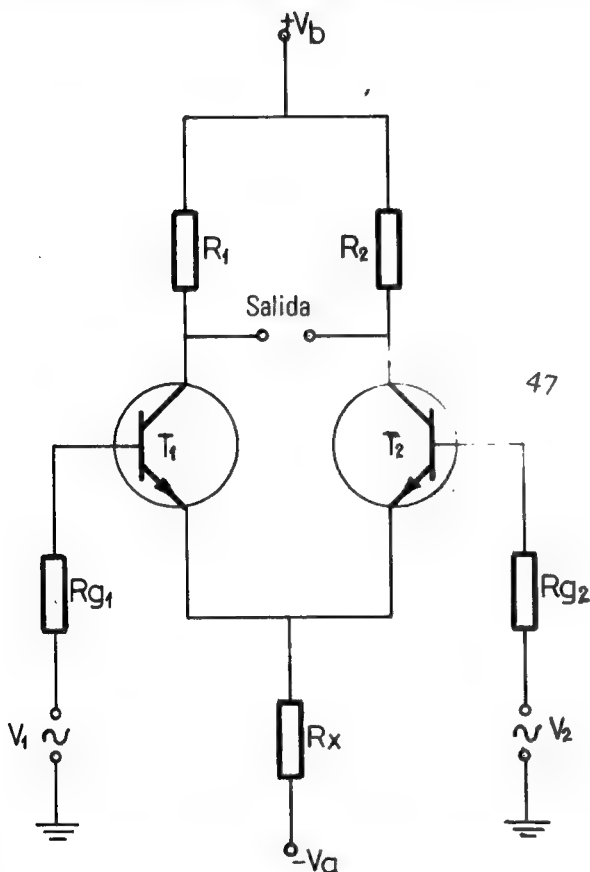 +Vb
R1
R2
Salida
47
T1
T2
Rg1
Rg2
V1 ~
~ V2
Rx
-Va